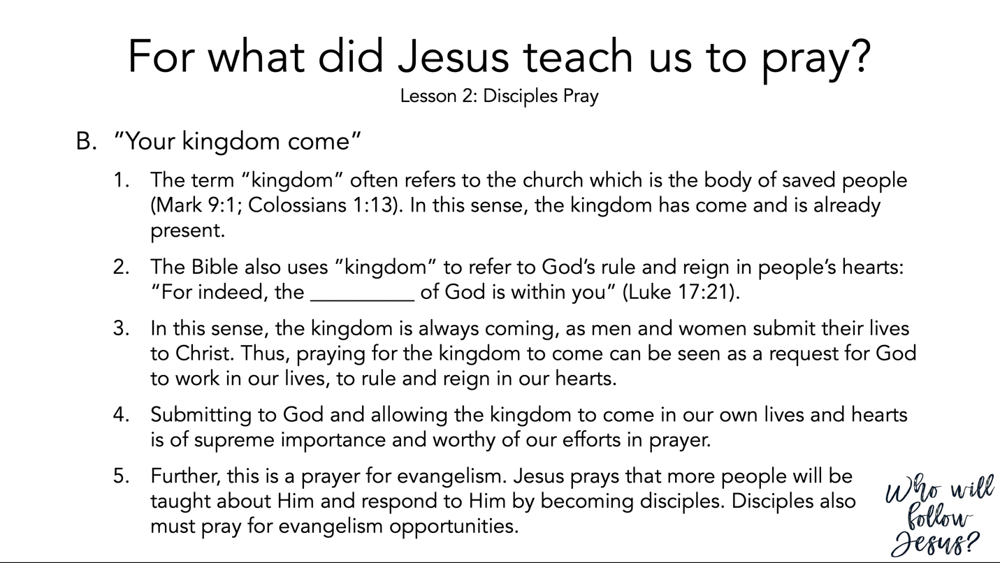 For what did Jesus teach us to pray?
Lesson 2: Disciples Pray
B. "Your kingdom come"
1. The term "kingdom" often refers to the church which is the body of saved people
(Mark 9:1; Colossians 1:13). In this sense, the kingdom has come and is already
present.
2. The Bible also uses "kingdom" to refer to God's rule and reign in people's hearts:
"For indeed, the __________ of God is within you" (Luke 17:21).
3. In this sense, the kingdom is always coming, as men and women submit their lives
to Christ. Thus, praying for the kingdom to come can be seen as a request for God
to work in our lives, to rule and reign in our hearts.
4. Submitting to God and allowing the kingdom to come in our own lives and hearts
is of supreme importance and worthy of our efforts in prayer.
5. Further, this is a prayer for evangelism. Jesus prays that more people will be
taught about Him and respond to Him by becoming disciples. Disciples also
must pray for evangelism opportunities.
Who will
follow
Jesus?